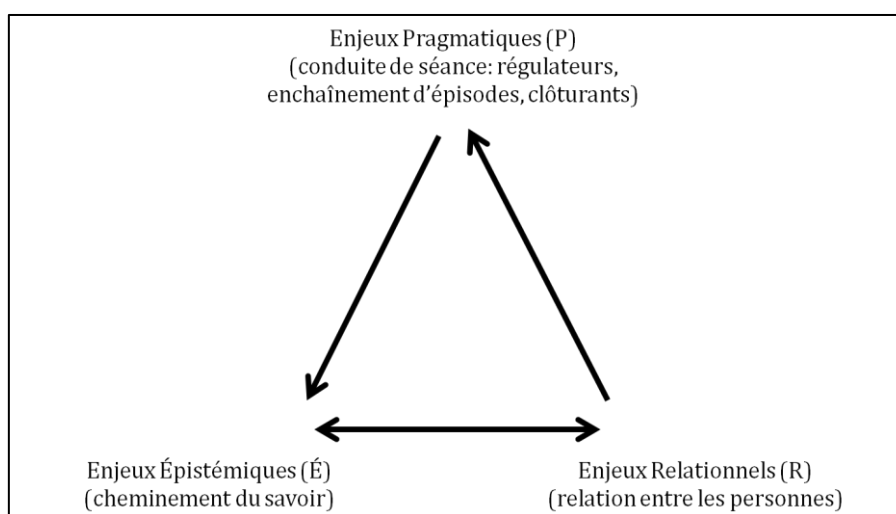 Enjeux Pragmatiques (P)
(conduite de séance: régulateurs,
enchaînement d'épisodes, clôturants)
Enjeux Épistémiques (É)
(cheminement du savoir)
Enjeux Relationnels (R)
(relation entre les personnes)